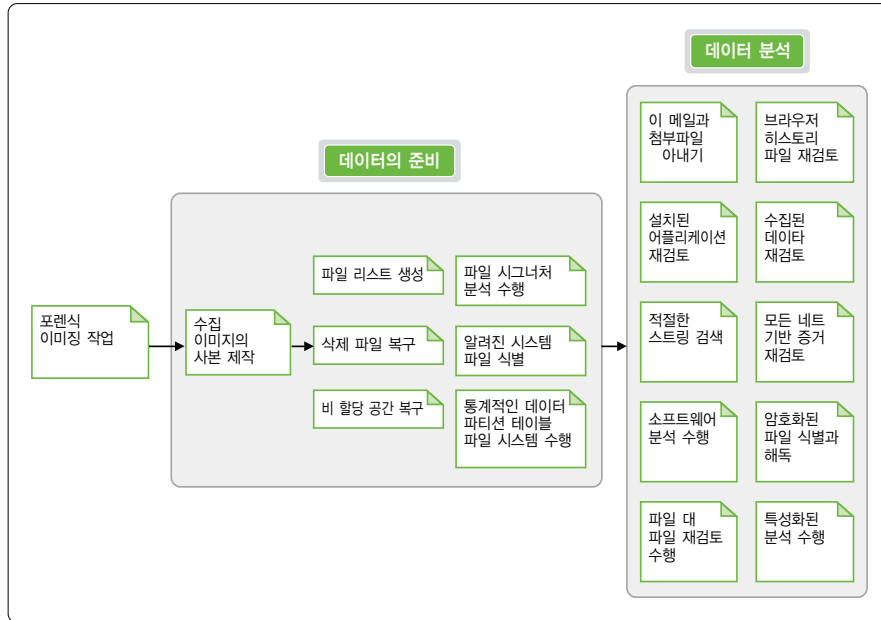 데이터 분석
데이터의 준비
포렌식
이미징 작업
수집
이미지의
사본 제작
파일 리스트 생성
삭제 파일 복구
비 할당 공간 복구
파일 시그너처
분석 수행
알려진 시스템
파일 식별
통계적인 데이터
파티션 테이블
파일 시스템 수행
이 메일과
첨부파일
아내기
브라우저
히스토리
파일 재검토
설치된
어플리케이션
재검토
수집된
데이타
재검토
적절한
스트링 검색
모든 네트
기반 증거
재검토
소프트웨어
분석 수행
암호화된
파일 식별과
해독
파일 대
파일 재검토
수행
특성화된
분석 수행